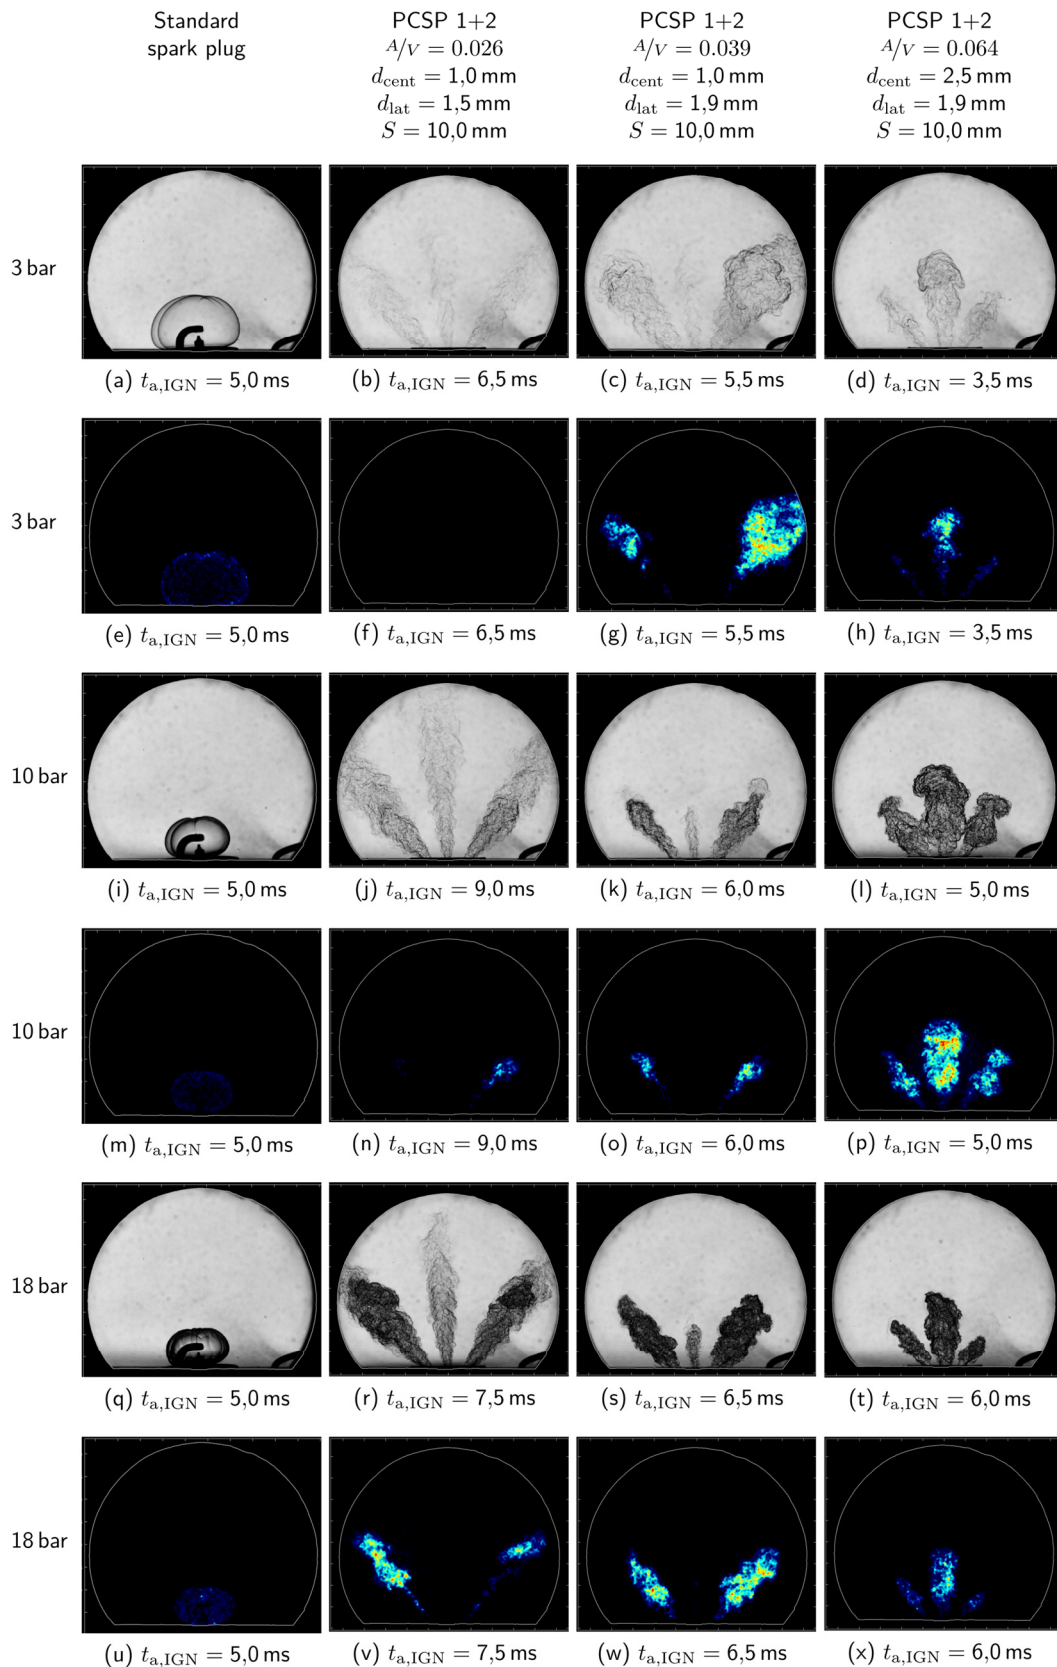 Standard
spark plug
PCSP 1+2
A/V = 0.026
d_cent = 1,0 mm
d_lat = 1,5 mm
S = 10,0 mm
PCSP 1+2
A/V = 0.039
d_cent = 1,0 mm
d_lat = 1,9 mm
S = 10,0 mm
PCSP 1+2
A/V = 0.064
d_cent = 2,5 mm
d_lat = 1,9 mm
S = 10,0 mm
3 bar
(a) t_a,IGN = 5,0 ms
(b) t_a,IGN = 6,5 ms
(c) t_a,IGN = 5,5 ms
(d) t_a,IGN = 3,5 ms
3 bar
(e) t_a,IGN = 5,0 ms
(f) t_a,IGN = 6,5 ms
(g) t_a,IGN = 5,5 ms
(h) t_a,IGN = 3,5 ms
10 bar
(i) t_a,IGN = 5,0 ms
(j) t_a,IGN = 9,0 ms
(k) t_a,IGN = 6,0 ms
(l) t_a,IGN = 5,0 ms
10 bar
(m) t_a,IGN = 5,0 ms
(n) t_a,IGN = 9,0 ms
(o) t_a,IGN = 6,0 ms
(p) t_a,IGN = 5,0 ms
18 bar
(q) t_a,IGN = 5,0 ms
(r) t_a,IGN = 7,5 ms
(s) t_a,IGN = 6,5 ms
(t) t_a,IGN = 6,0 ms
18 bar
(u) t_a,IGN = 5,0 ms
(v) t_a,IGN = 7,5 ms
(w) t_a,IGN = 6,5 ms
(x) t_a,IGN = 6,0 ms